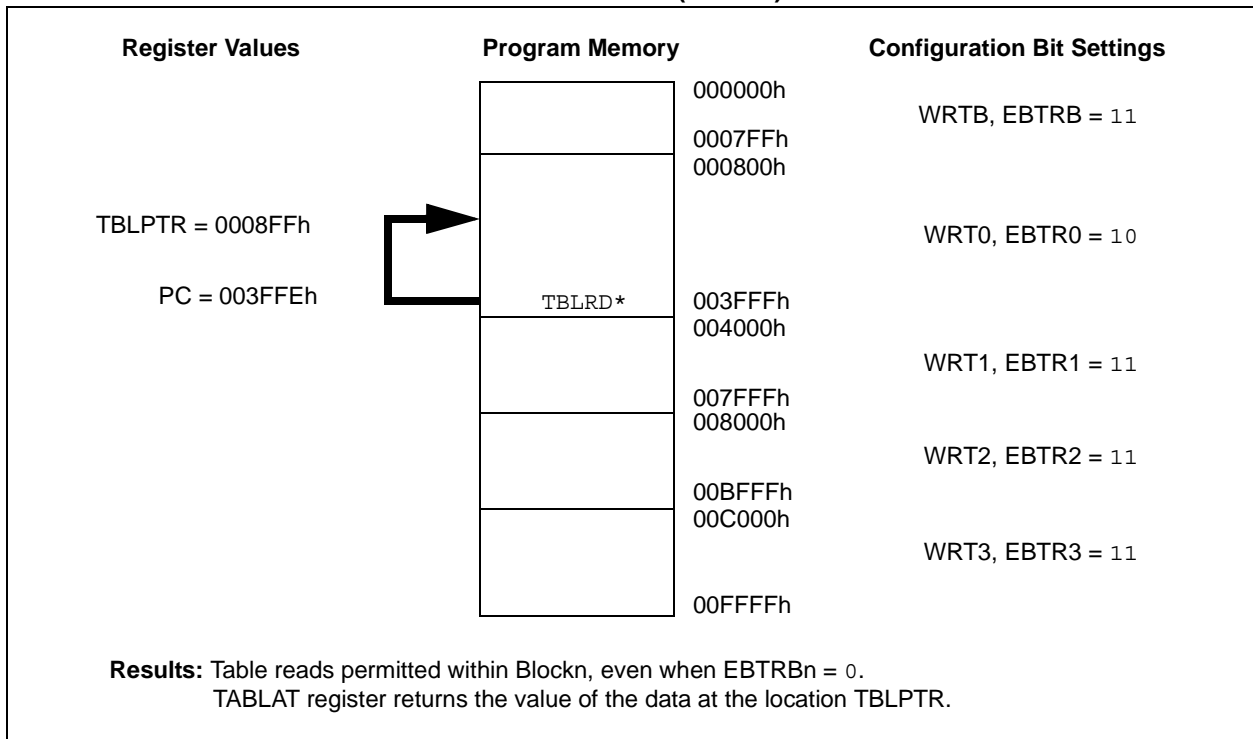 Register Values Program Memory Configuration Bit Settings
000000h
WRTB, EBTRB = 11
0007FFh
000800h
TBLPTR = 0008FFh
WRT0, EBTR0 = 10
PC = 003FFEh
TBLRD* 003FFFh
004000h
WRT1, EBTR1 = 11
007FFFh
008000h
WRT2, EBTR2 = 11
00BFFFh
00C000h
WRT3, EBTR3 = 11
00FFFFh
Results: Table reads permitted within Blockn, even when EBTRBn = 0.
TABLAT register returns the value of the data at the location TBLPTR.